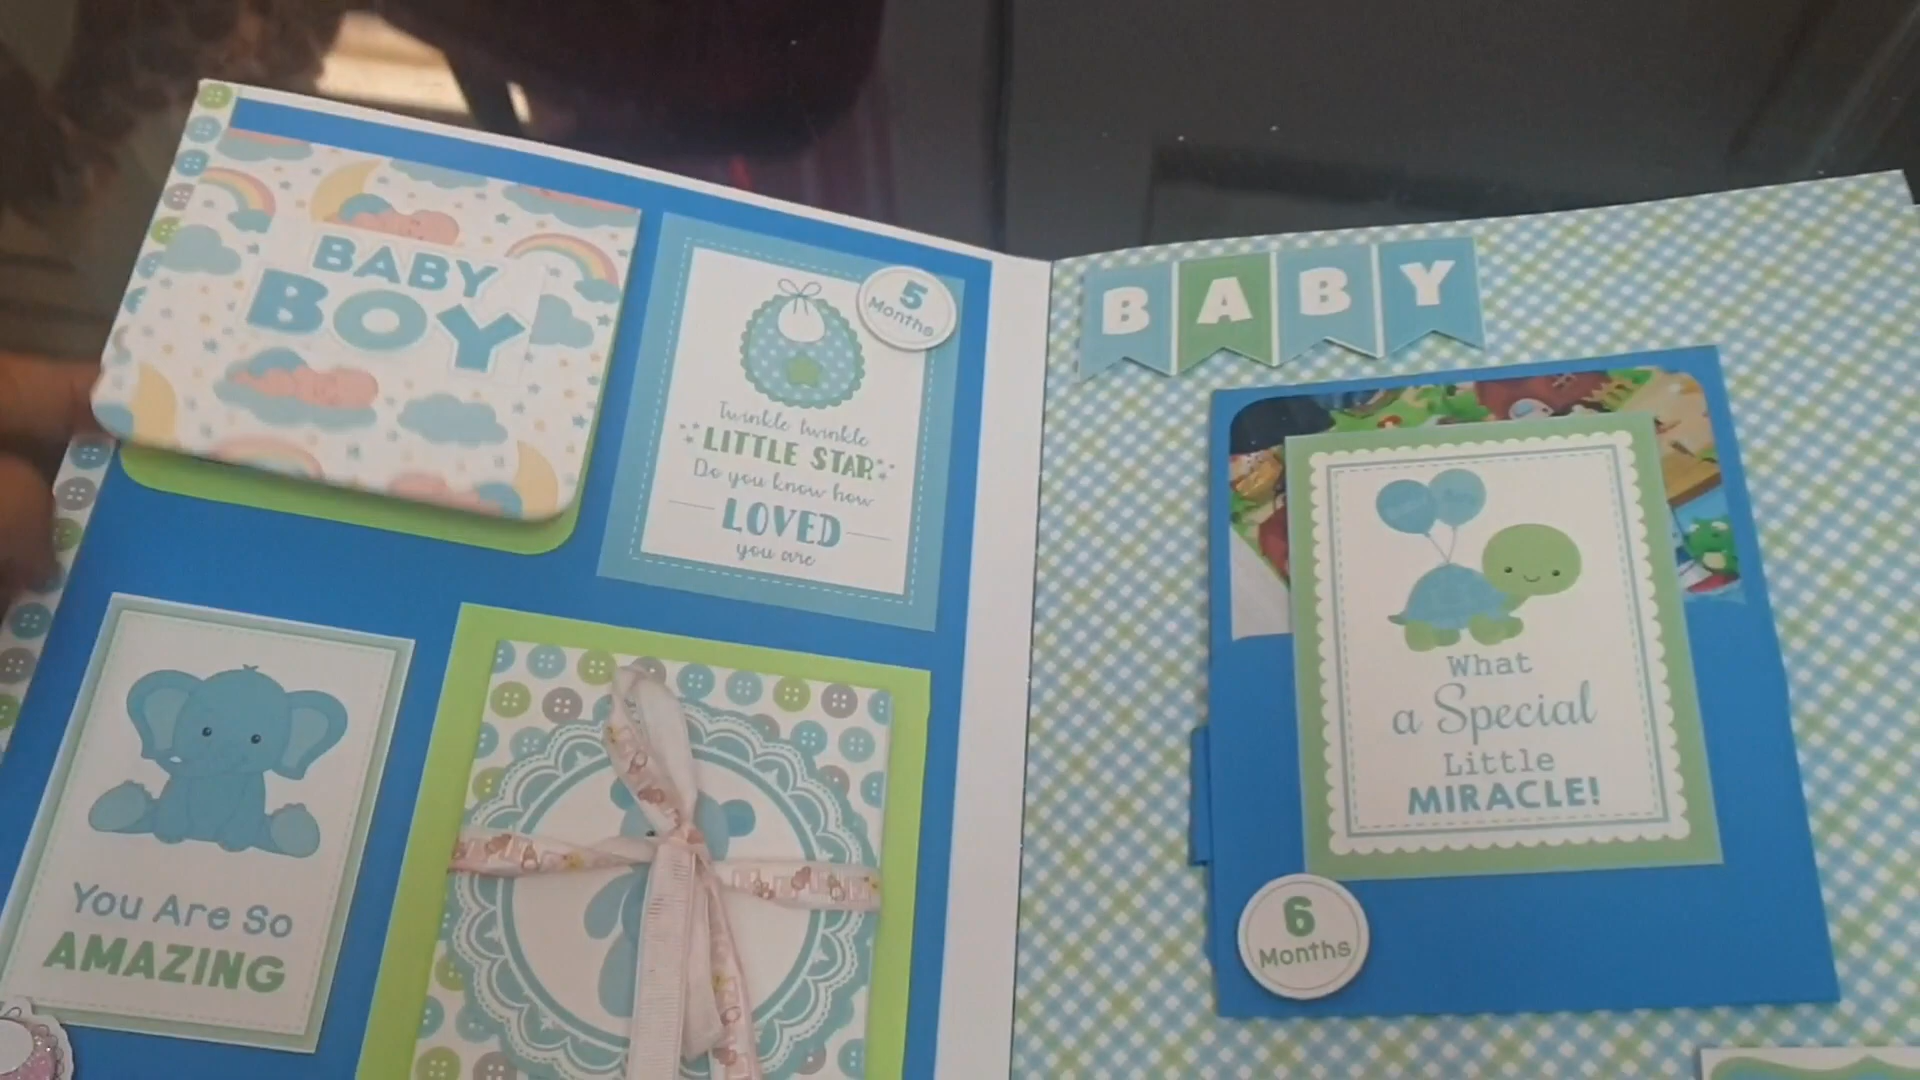 BABY
BOY
5
Months
Twinkle twinkle
LITTLE STAR
Do you know how
LOVED
you are
You Are So
AMAZING
BABY
What
a Special
Little
MIRACLE!
6
Months